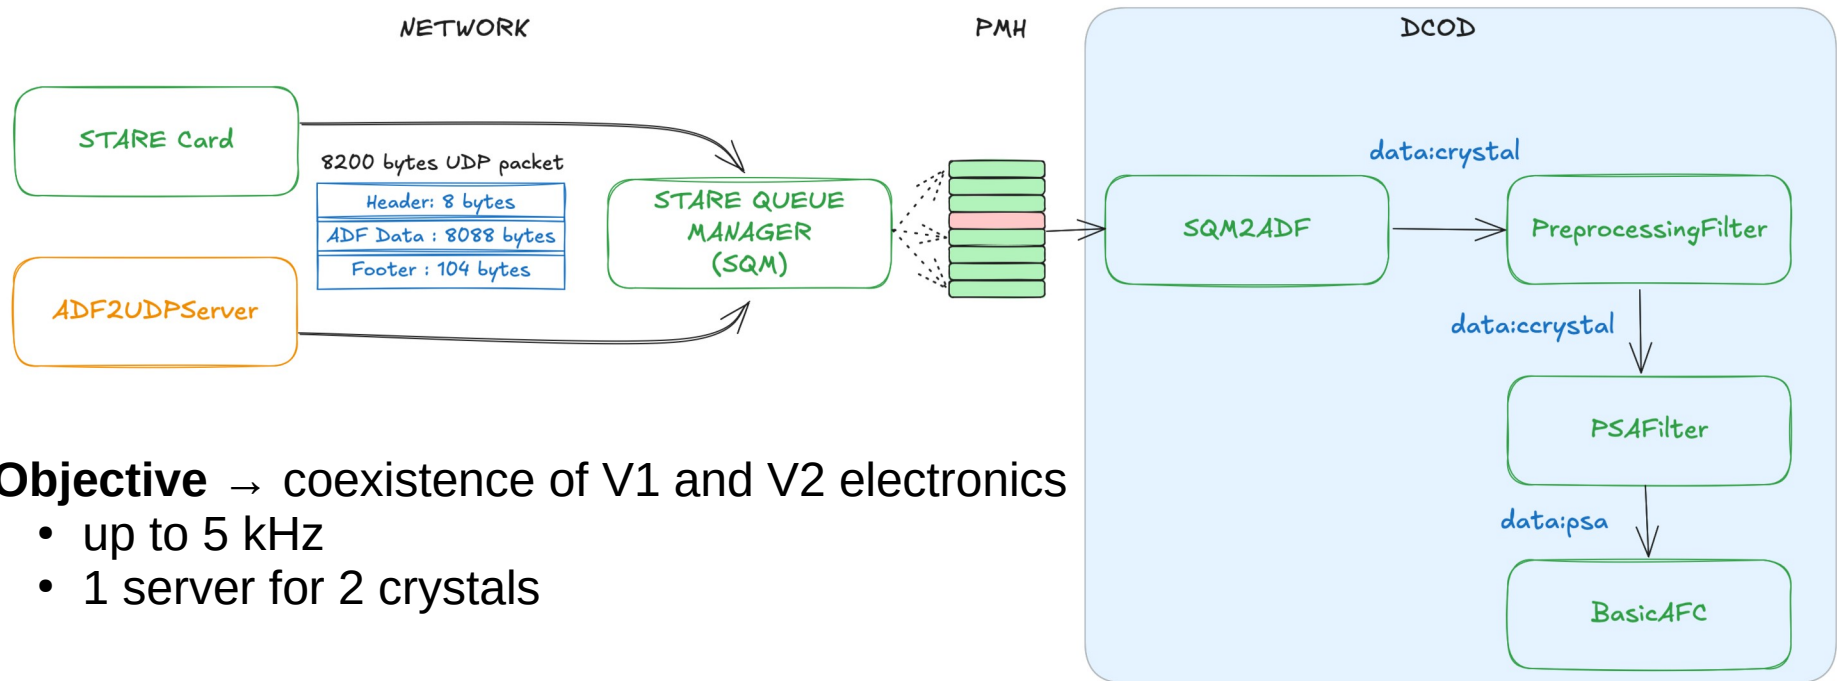 NETWORK
PMH
DCOD
STARE Card
8200 bytes UDP packet
Header: 8 bytes
ADF Data : 8088 bytes
Footer : 104 bytes
ADF2UDPServer
STARE QUEUE
MANAGER
(SQM)
SQM2ADF
data:crystal
PreprocessingFilter
data:ccrystal
PSAFilter
data:psa
BasicAFC
Objective → coexistence of V1 and V2 electronics
• up to 5 kHz
• 1 server for 2 crystals